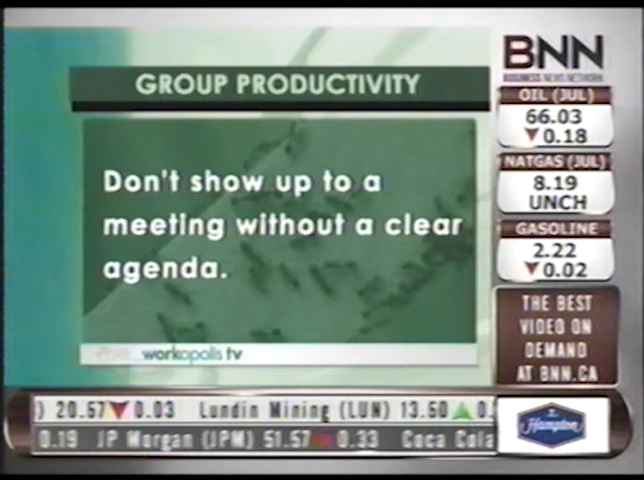 GROUP PRODUCTIVITY
Don't show up to a
meeting without a clear
agenda.
workopolis tv
BNN
BUSINESS NEWS NETWORK
OIL (JUL)
66.03
▼0.18
NATGAS (JUL)
8.19
UNCH
GASOLINE
2.22
▼0.02
THE BEST
VIDEO ON
DEMAND
AT BNN.CA
) 20.57▼0.03 Lundin Mining (LUN) 13.50▲0.
0.19 JP Morgan (JPM) 51.57 0.33 Coca Cola
Hampton